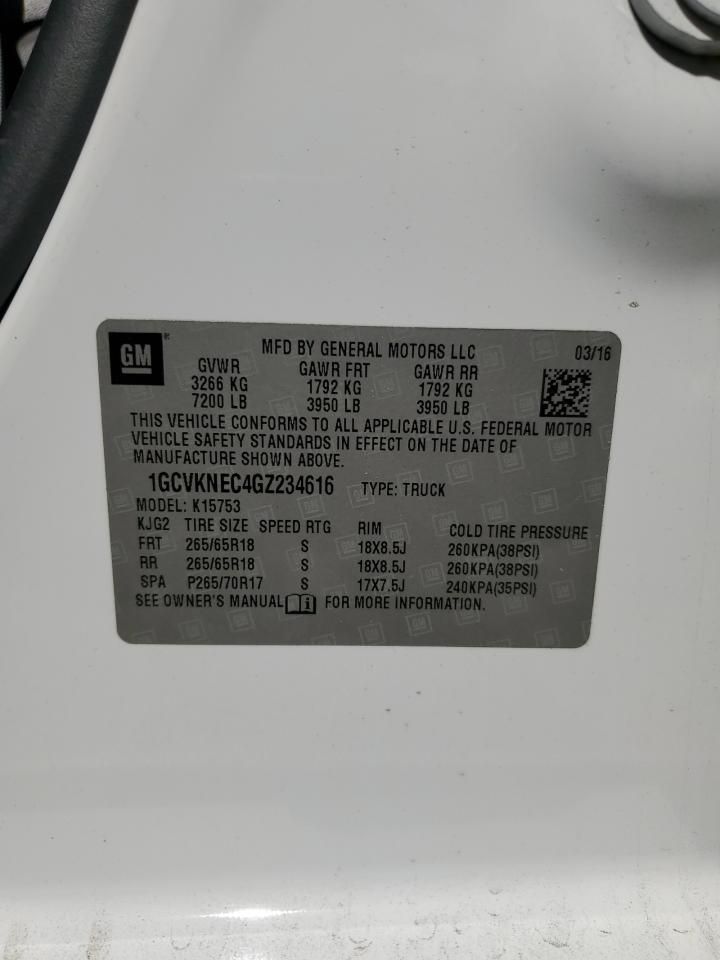 GM
MFD BY GENERAL MOTORS LLC 03/16
GVWR GAWR FRT GAWR RR
3266 KG 1792 KG 1792 KG
7200 LB 3950 LB 3950 LB
THIS VEHICLE CONFORMS TO ALL APPLICABLE U.S. FEDERAL MOTOR
VEHICLE SAFETY STANDARDS IN EFFECT ON THE DATE OF
MANUFACTURE SHOWN ABOVE.
1GCVKNEC4GZ234616 TYPE: TRUCK
MODEL: K15753
KJG2 TIRE SIZE SPEED RTG RIM COLD TIRE PRESSURE
FRT 265/65R18 S 18X8.5J 260KPA(38PSI)
RR 265/65R18 S 18X8.5J 260KPA(38PSI)
SPA P265/70R17 S 17X7.5J 240KPA(35PSI)
SEE OWNER'S MANUAL FOR MORE INFORMATION.